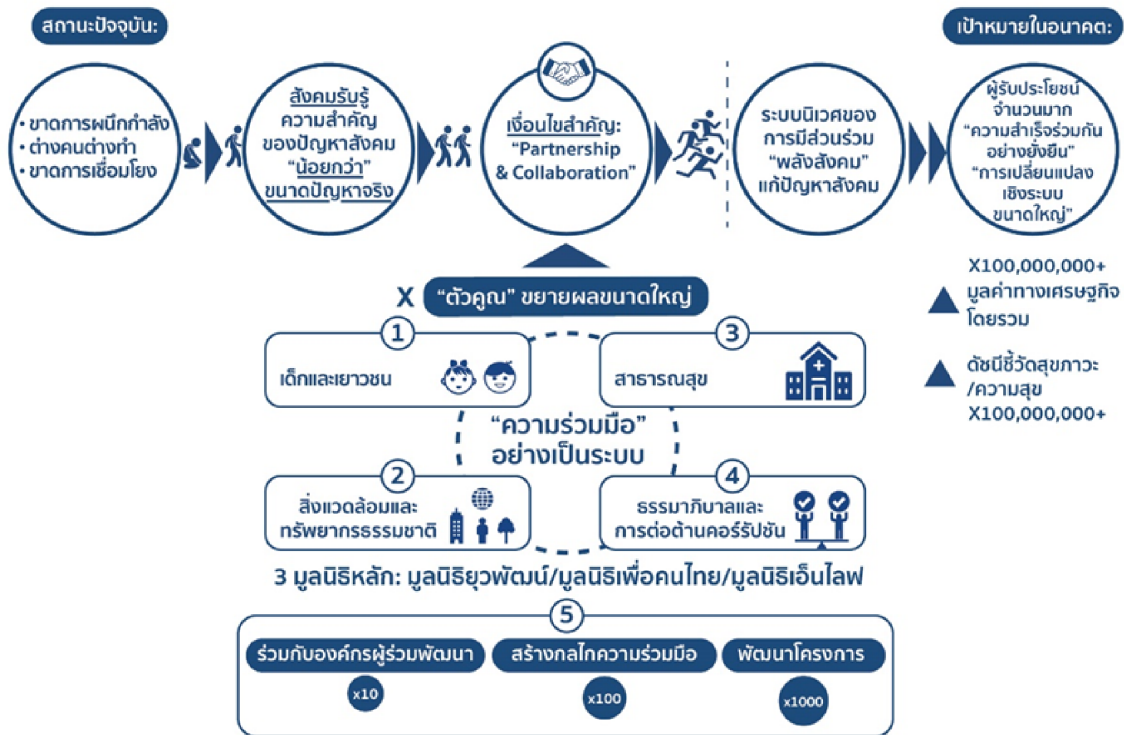 สถานะปัจจุบัน:
• ขาดการผนึกกำลัง
• ต่างคนต่างทำ
• ขาดการเชื่อมโยง
สังคมรับรู้
ความสำคัญ
ของปัญหาสังคม
“น้อยกว่า”
ขนาดปัญหาจริง
เงื่อนไขสำคัญ:
“Partnership
& Collaboration”
ระบบนิเวศของ
การมีส่วนร่วม
“พลังสังคม”
แก้ปัญหาสังคม
เป้าหมายในอนาคต:
ผู้รับประโยชน์
จำนวนมาก
“ความสำเร็จร่วมกัน
อย่างยั่งยืน”
“การเปลี่ยนแปลง
เชิงระบบ
ขนาดใหญ่”
X100,000,000+
มูลค่าทางเศรษฐกิจ
โดยรวม
ดัชนีชี้วัดสุขภาวะ
/ความสุข
X100,000,000+
X “ตัวคูณ” ขยายผลขนาดใหญ่
1
เด็กและเยาวชน
3
สาธารณสุข
“ความร่วมมือ”
อย่างเป็นระบบ
2
สิ่งแวดล้อมและ
ทรัพยากรธรรมชาติ
4
ธรรมาภิบาลและ
การต่อต้านคอร์รัปชัน
3 มูลนิธิหลัก: มูลนิธิยุวพัฒน์/มูลนิธิเพื่อคนไทย/มูลนิธิเอ็นไลฟ
5
ร่วมกับองค์กรผู้ร่วมพัฒนา
x10
สร้างกลไกความร่วมมือ
x100
พัฒนาโครงการ
x1000